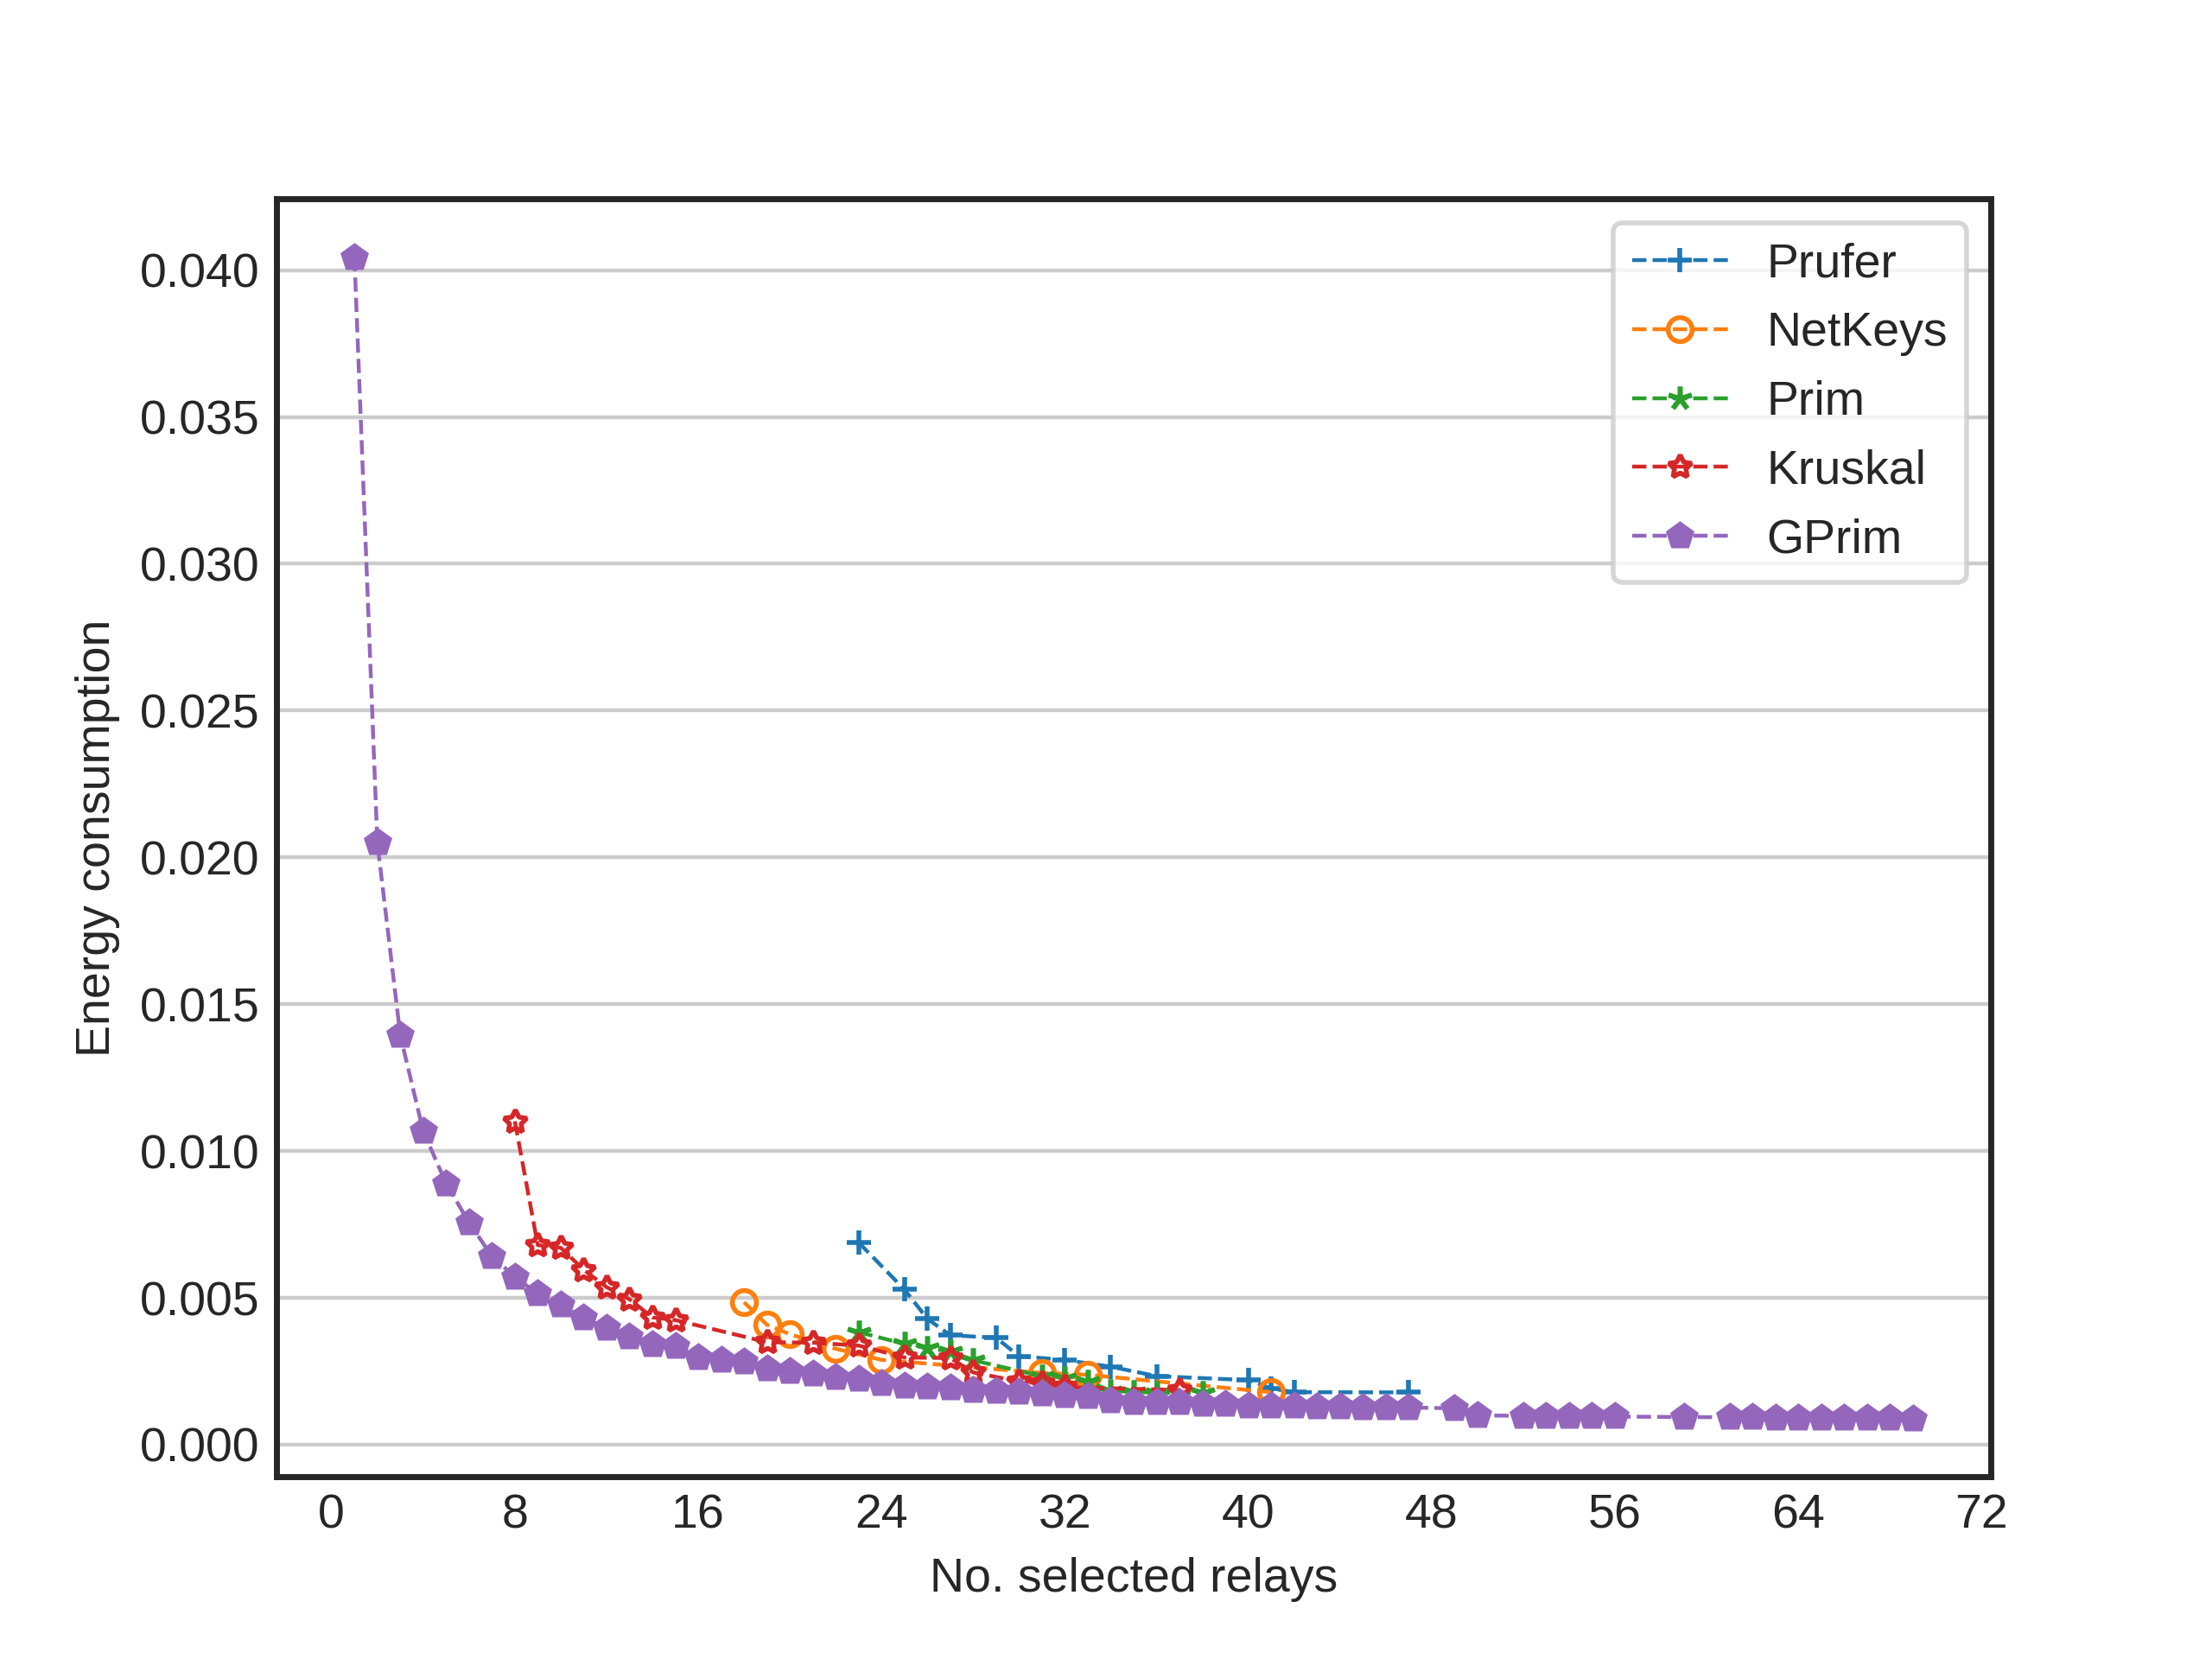 Prufer
NetKeys
Prim
Kruskal
GPrim
0.040
0.035
0.030
0.025
0.020
0.015
0.010
0.005
0.000
Energy consumption
0 8 16 24 32 40 48 56 64 72
No. selected relays